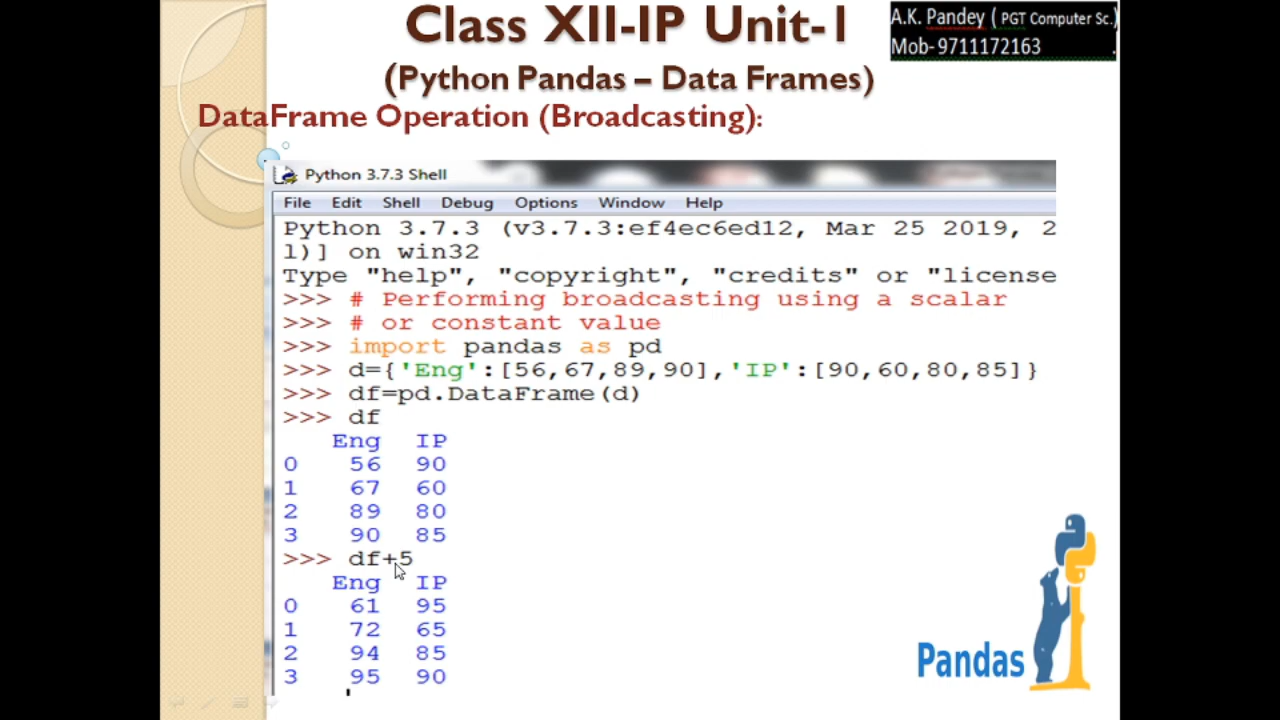 Class XII-IP Unit-1
A.K. Pandey ( PGT Computer Sc.)
Mob- 9711172163 .
(Python Pandas – Data Frames)
DataFrame Operation (Broadcasting):
Python 3.7.3 Shell
File Edit Shell Debug Options Window Help
Python 3.7.3 (v3.7.3:ef4ec6ed12, Mar 25 2019, 2
l)] on win32
Type "help", "copyright", "credits" or "license
>>> # Performing broadcasting using a scalar
>>> # or constant value
>>> import pandas as pd
>>> d={'Eng':[56,67,89,90],'IP':[90,60,80,85]}
>>> df=pd.DataFrame(d)
>>> df
Eng IP
0 56 90
1 67 60
2 89 80
3 90 85
>>> df+5
Eng IP
0 61 95
1 72 65
2 94 85
3 95 90
Pandas